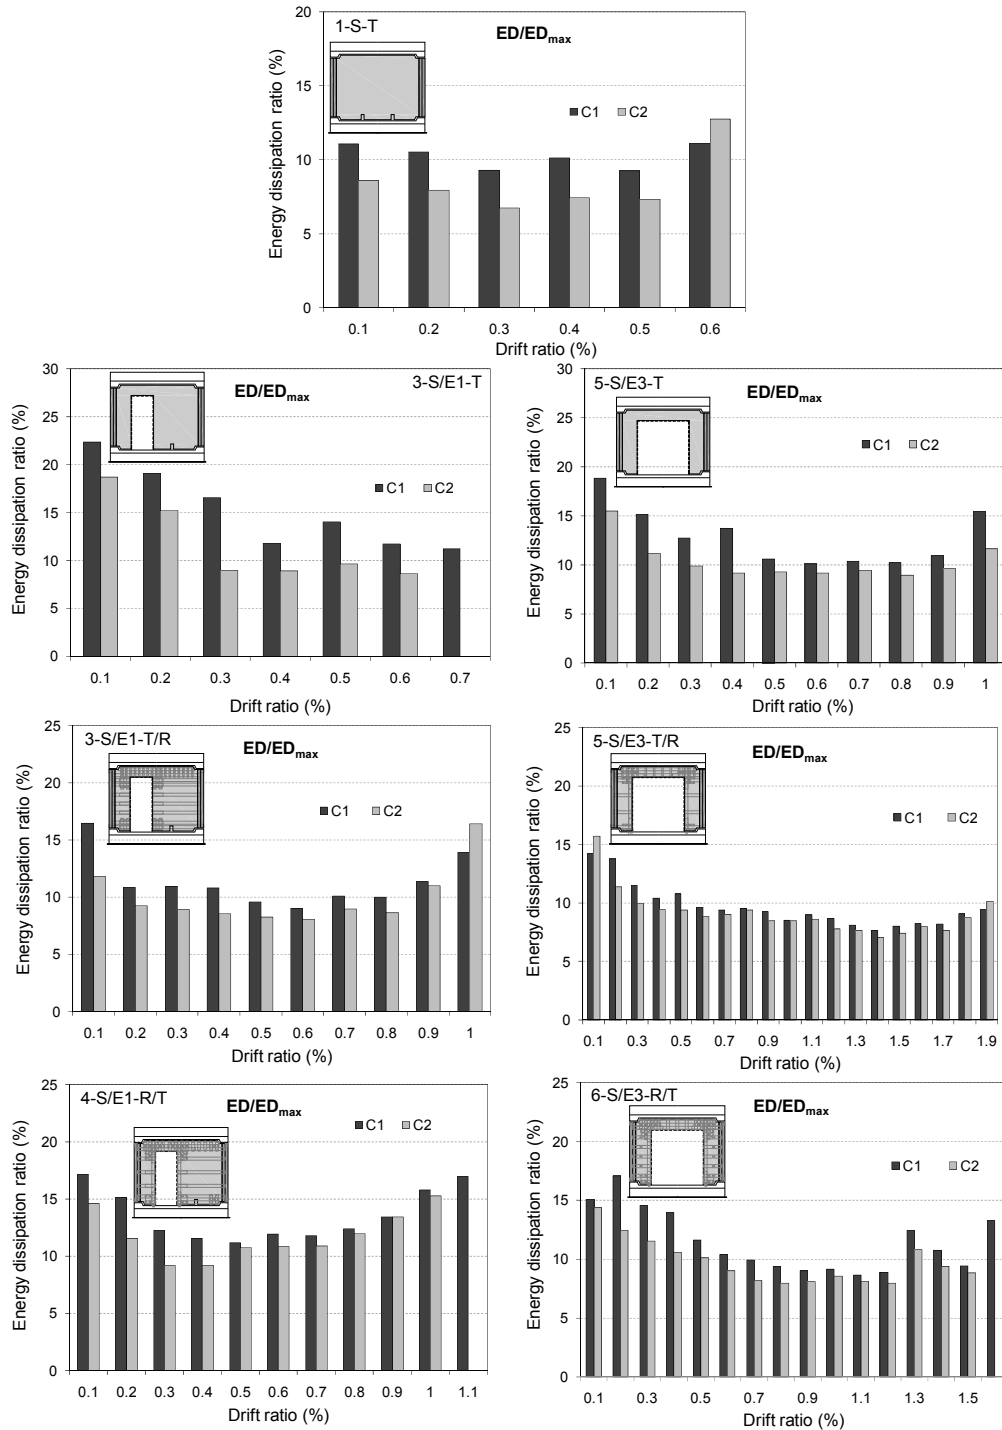 1-S-T
ED/EDmax
Energy dissipation ratio (%)
20
15
10
5
0
C1 C2
0.1 0.2 0.3 0.4 0.5 0.6
Drift ratio (%)
3-S/E1-T
ED/EDmax
Energy dissipation ratio (%)
30
25
20
15
10
5
0
C1 C2
0.1 0.2 0.3 0.4 0.5 0.6 0.7
Drift ratio (%)
5-S/E3-T
ED/EDmax
Energy dissipation ratio (%)
30
25
20
15
10
5
0
C1 C2
0.1 0.2 0.3 0.4 0.5 0.6 0.7 0.8 0.9 1
Drift ratio (%)
3-S/E1-T/R
ED/EDmax
Energy dissipation ratio (%)
25
20
15
10
5
0
C1 C2
0.1 0.2 0.3 0.4 0.5 0.6 0.7 0.8 0.9 1
Drift ratio (%)
5-S/E3-T/R
ED/EDmax
Energy dissipation ratio (%)
25
20
15
10
5
0
C1 C2
0.1 0.3 0.5 0.7 0.9 1.1 1.3 1.5 1.7 1.9
Drift ratio (%)
4-S/E1-R/T
ED/EDmax
Energy dissipation ratio (%)
25
20
15
10
5
0
C1 C2
0.1 0.2 0.3 0.4 0.5 0.6 0.7 0.8 0.9 1 1.1
Drift ratio (%)
6-S/E3-R/T
ED/EDmax
Energy dissipation ratio (%)
25
20
15
10
5
0
C1 C2
0.1 0.3 0.5 0.7 0.9 1.1 1.3 1.5
Drift ratio (%)